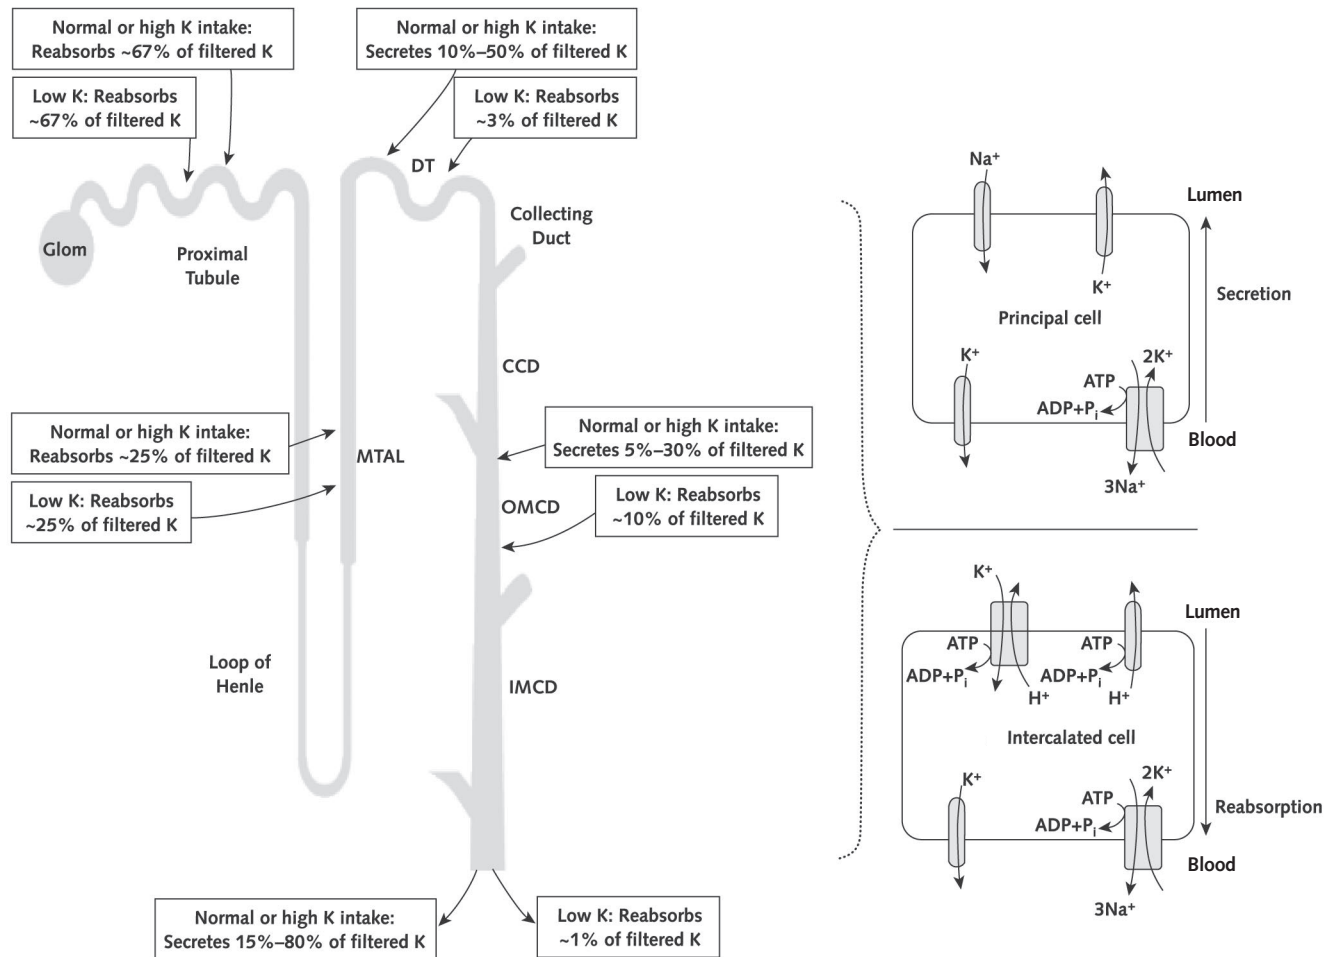 Normal or high K intake:
Reabsorbs ~67% of filtered K
Low K: Reabsorbs
~67% of filtered K
Normal or high K intake:
Secretes 10%–50% of filtered K
Low K: Reabsorbs
~3% of filtered K
DT
Glom
Proximal
Tubule
Collecting
Duct
CCD
Normal or high K intake:
Reabsorbs ~25% of filtered K
Low K: Reabsorbs
~25% of filtered K
MTAL
Normal or high K intake:
Secretes 5%–30% of filtered K
OMCD
Low K: Reabsorbs
~10% of filtered K
Loop of
Henle
IMCD
Normal or high K intake:
Secretes 15%–80% of filtered K
Low K: Reabsorbs
~1% of filtered K
Na⁺
K⁺
Lumen
Secretion
Principal cell
K⁺
ATP
ADP+Pᵢ
2K⁺
3Na⁺
Blood
K⁺
ATP
ADP+Pᵢ
H⁺
ATP
ADP+Pᵢ
H⁺
Lumen
Intercalated cell
K⁺
ATP
ADP+Pᵢ
2K⁺
3Na⁺
Reabsorption
Blood